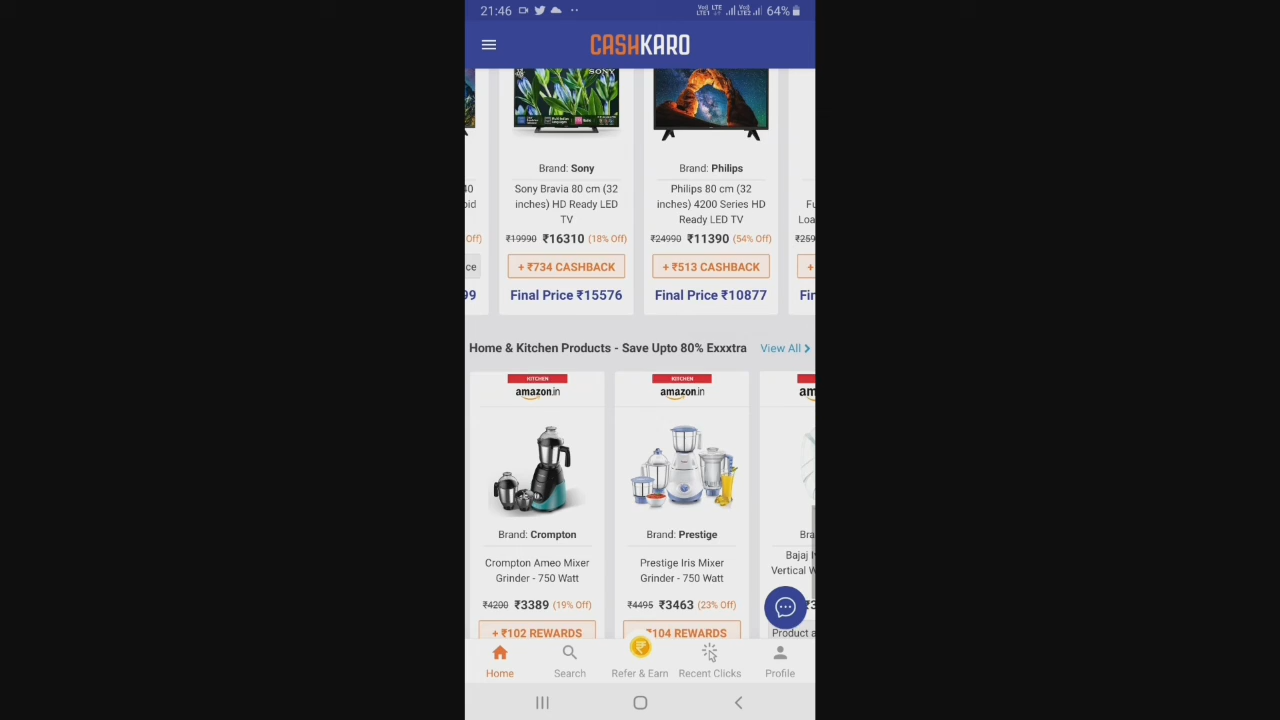 21:46 64%
CASHKARO
SONY
Brand: Sony
Brand: Philips
Sony Bravia 80 cm (32
inches) HD Ready LED
TV
Philips 80 cm (32
inches) 4200 Series HD
Ready LED TV
₹19990 ₹16310 (18% Off)
₹24990 ₹11390 (54% Off)
+ ₹734 CASHBACK
+ ₹513 CASHBACK
Final Price ₹15576
Final Price ₹10877
Home & Kitchen Products - Save Upto 80% Exxxtra View All
KITCHEN
amazon.in
KITCHEN
amazon.in
Brand: Crompton
Brand: Prestige
Crompton Ameo Mixer
Grinder - 750 Watt
Prestige Iris Mixer
Grinder - 750 Watt
Bajaj
Vertical
₹4200 ₹3389 (19% Off)
₹4495 ₹3463 (23% Off)
+ ₹102 REWARDS
₹104 REWARDS
Product
Home Search Refer & Earn Recent Clicks Profile